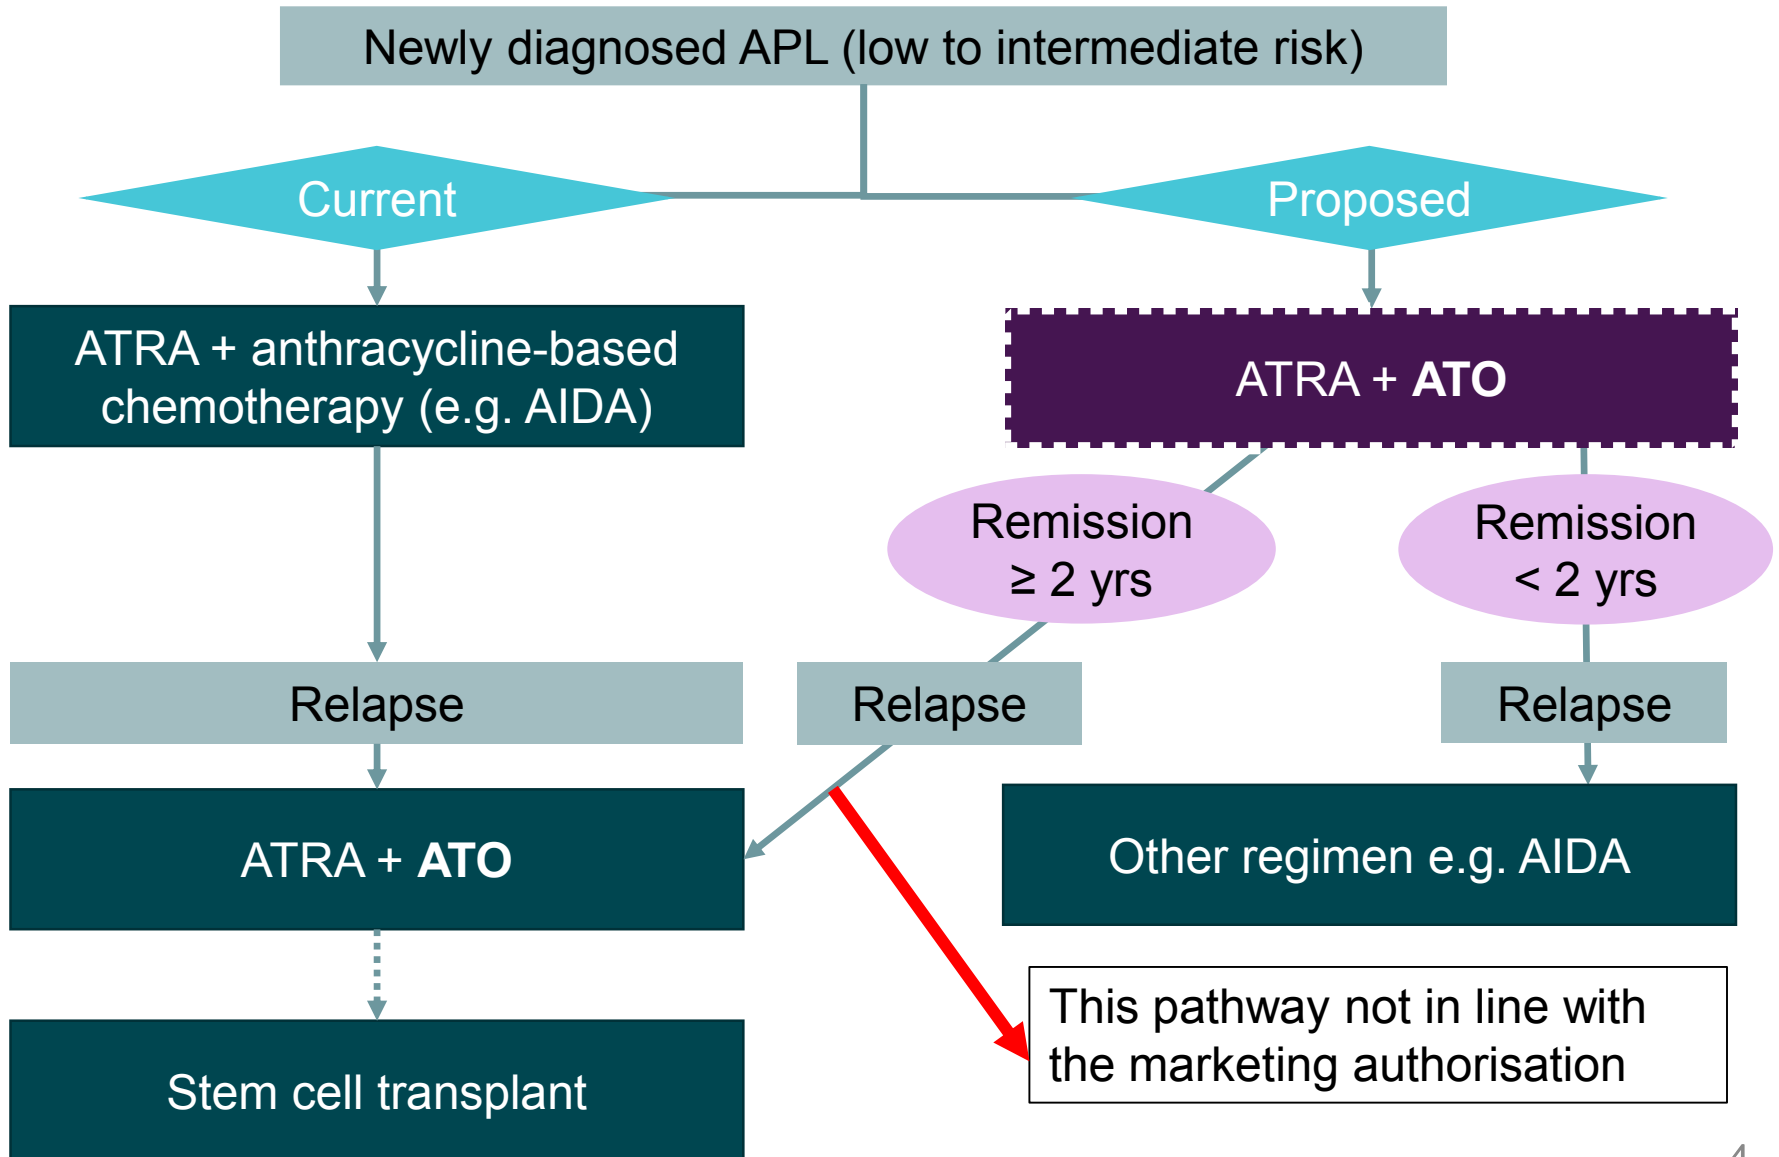 Newly diagnosed APL (low to intermediate risk)
Current
Proposed
ATRA + anthracycline-based
chemotherapy (e.g. AIDA)
ATRA + ATO
Remission
≥ 2 yrs
Remission
< 2 yrs
Relapse
Relapse
Relapse
ATRA + ATO
Other regimen e.g. AIDA
This pathway not in line with
the marketing authorisation
Stem cell transplant
4